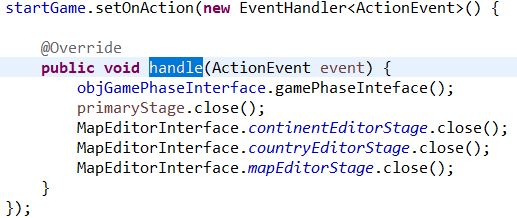 startGame.setOnAction(new EventHandler<ActionEvent>() {
@Override
public void handle(ActionEvent event) {
objGamePhaseInterface.gamePhaseInteface();
primaryStage.close();
MapEditorInterface.continentEditorStage.close();
MapEditorInterface.countryEditorStage.close();
MapEditorInterface.mapEditorStage.close();
}
});